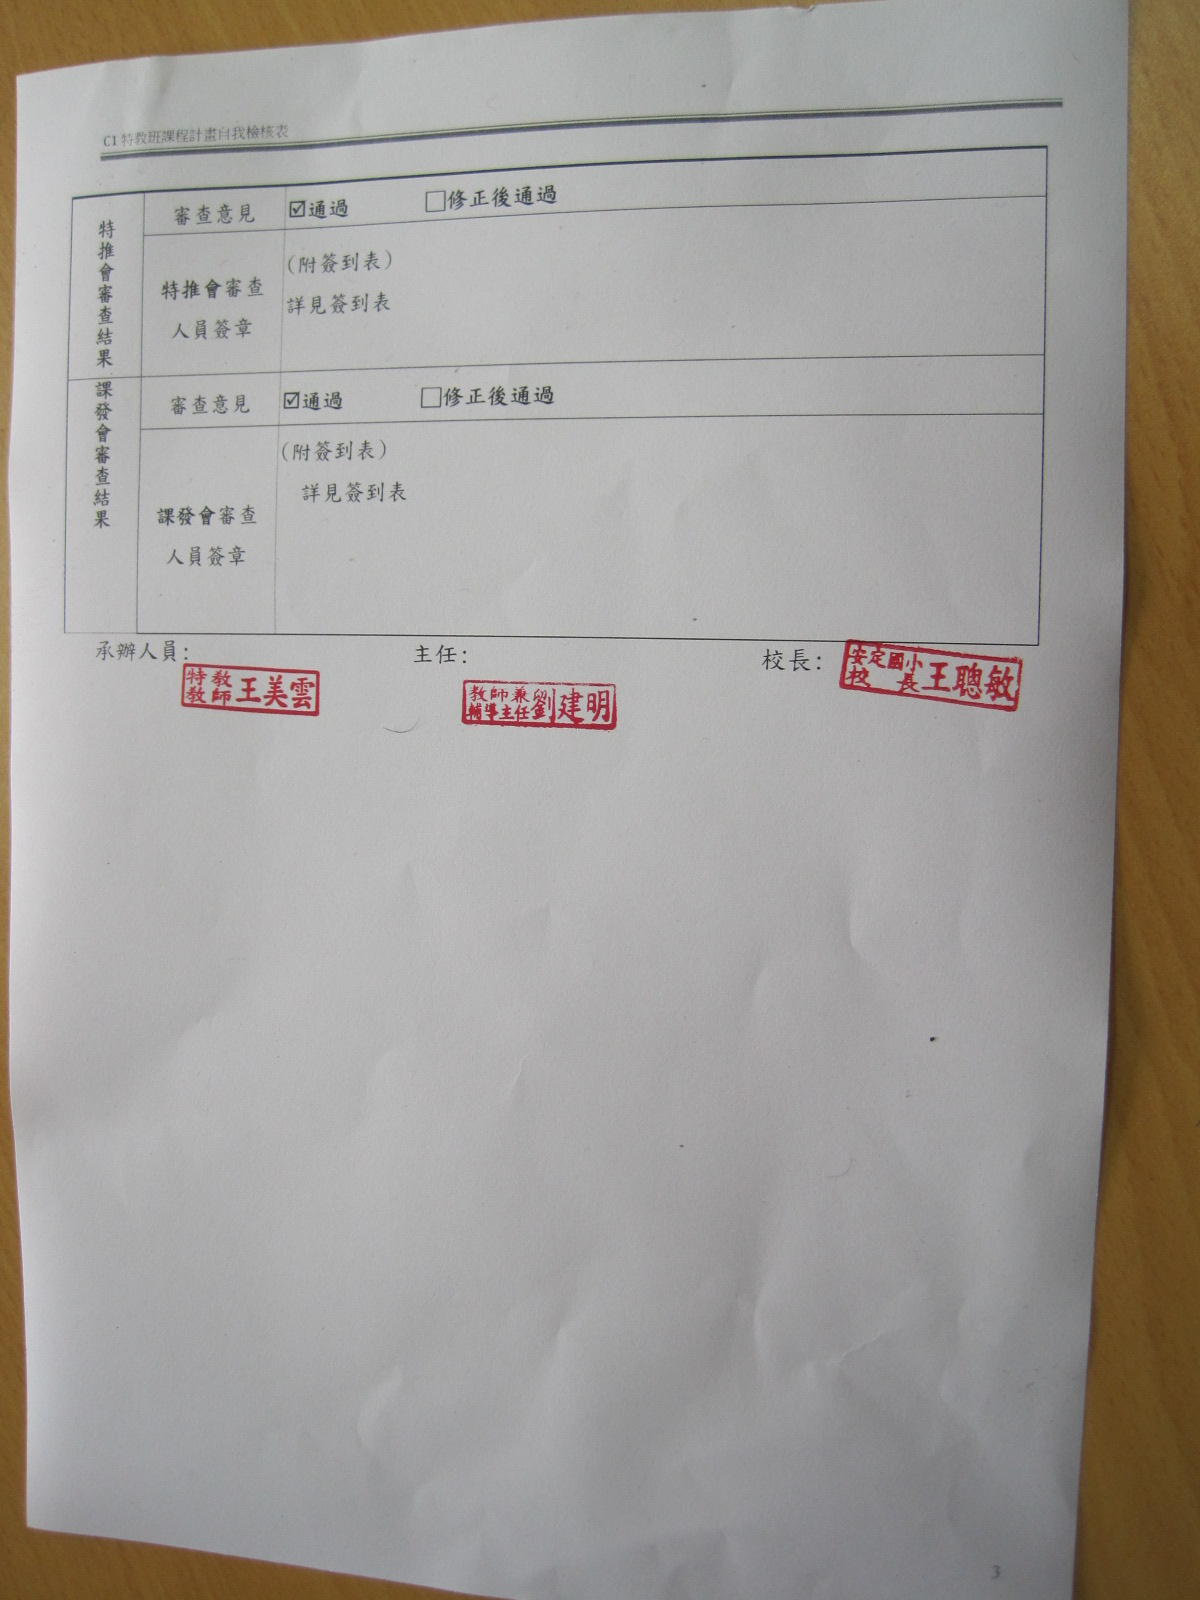 C1 特教班課程計畫自我檢核表
特推會審查結果
審查意見
☑通過 □修正後通過
特推會審查
人員簽章
(附簽到表)
詳見簽到表
課發會審查結果
審查意見
☑通過 □修正後通過
課發會審查
人員簽章
(附簽到表)
詳見簽到表
承辦人員:
特教
教師
王美雲
主任:
教師兼
輔導主任
劉建明
校長:
安定國小
校長
王聰敏
3